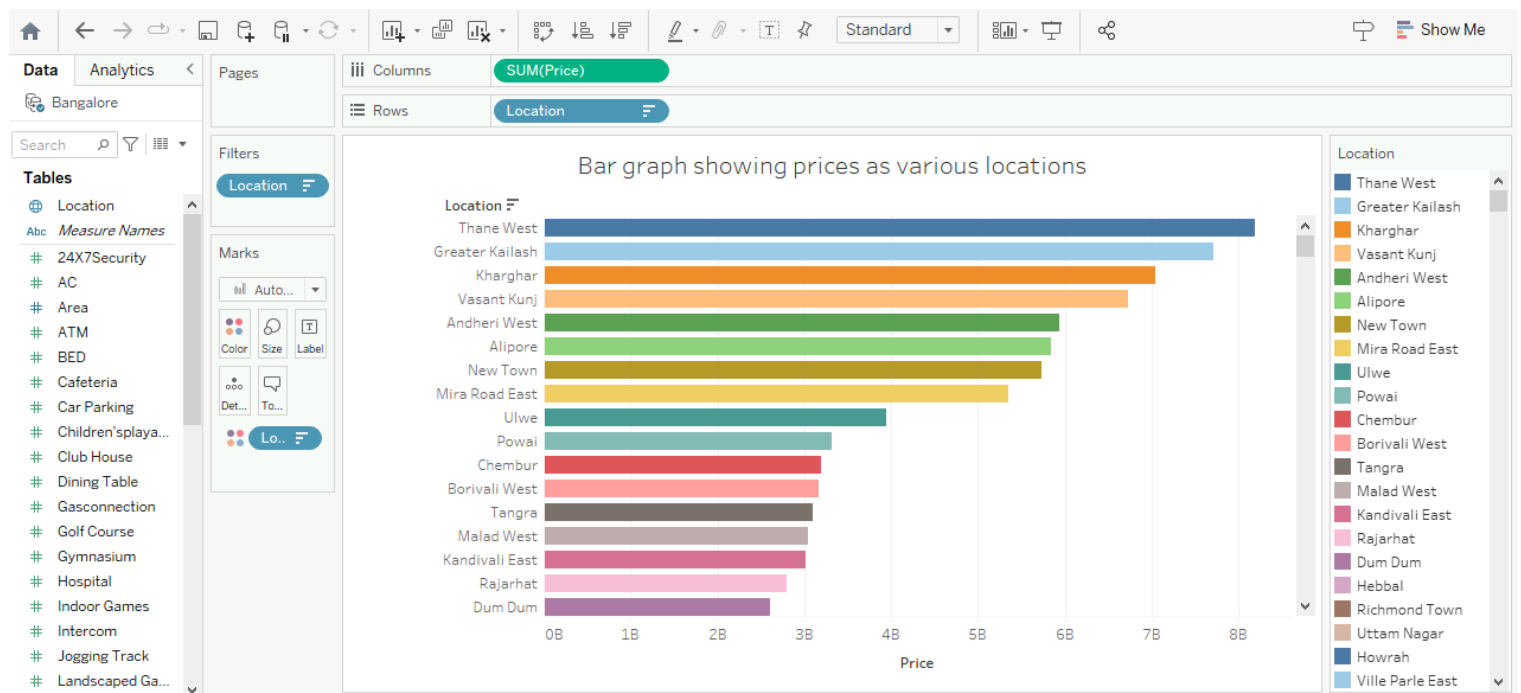 Standard
Show Me
Data
Analytics
Bangalore
Search
Tables
Location
Abc Measure Names
# 24X7Security
# AC
# Area
# ATM
# BED
# Cafeteria
# Car Parking
# Children'splaya...
# Club House
# Dining Table
# Gasconnection
# Golf Course
# Gymnasium
# Hospital
# Indoor Games
# Intercom
# Jogging Track
# Landscaped Ga...
Pages
Filters
Location
Marks
Auto...
Color Size Label
Det... To...
Lo..
Columns
SUM(Price)
Rows
Location
Bar graph showing prices as various locations
Location
Thane West
Greater Kailash
Kharghar
Vasant Kunj
Andheri West
Alipore
New Town
Mira Road East
Ulwe
Powai
Chembur
Borivali West
Tangra
Malad West
Kandivali East
Rajarhat
Dum Dum
0B 1B 2B 3B 4B 5B 6B 7B 8B
Price
Location
Thane West
Greater Kailash
Kharghar
Vasant Kunj
Andheri West
Alipore
New Town
Mira Road East
Ulwe
Powai
Chembur
Borivali West
Tangra
Malad West
Kandivali East
Rajarhat
Dum Dum
Hebbal
Richmond Town
Uttam Nagar
Howrah
Ville Parle East